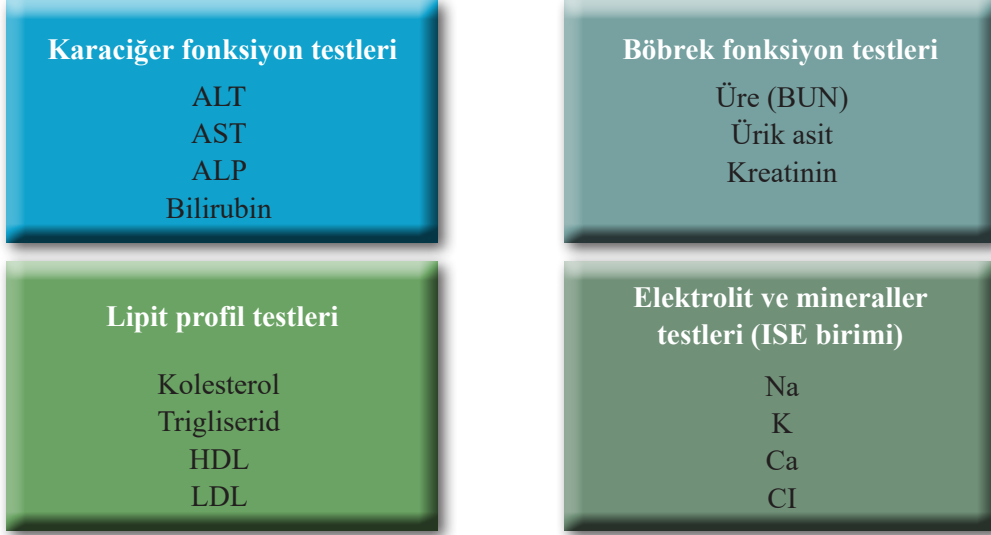 Karaciğer fonksiyon testleri
ALT
AST
ALP
Bilirubin
Böbrek fonksiyon testleri
Üre (BUN)
Ürik asit
Kreatinin
Lipit profil testleri
Kolesterol
Trigliserid
HDL
LDL
Elektrolit ve mineraller
testleri (ISE birimi)
Na
K
Ca
CI